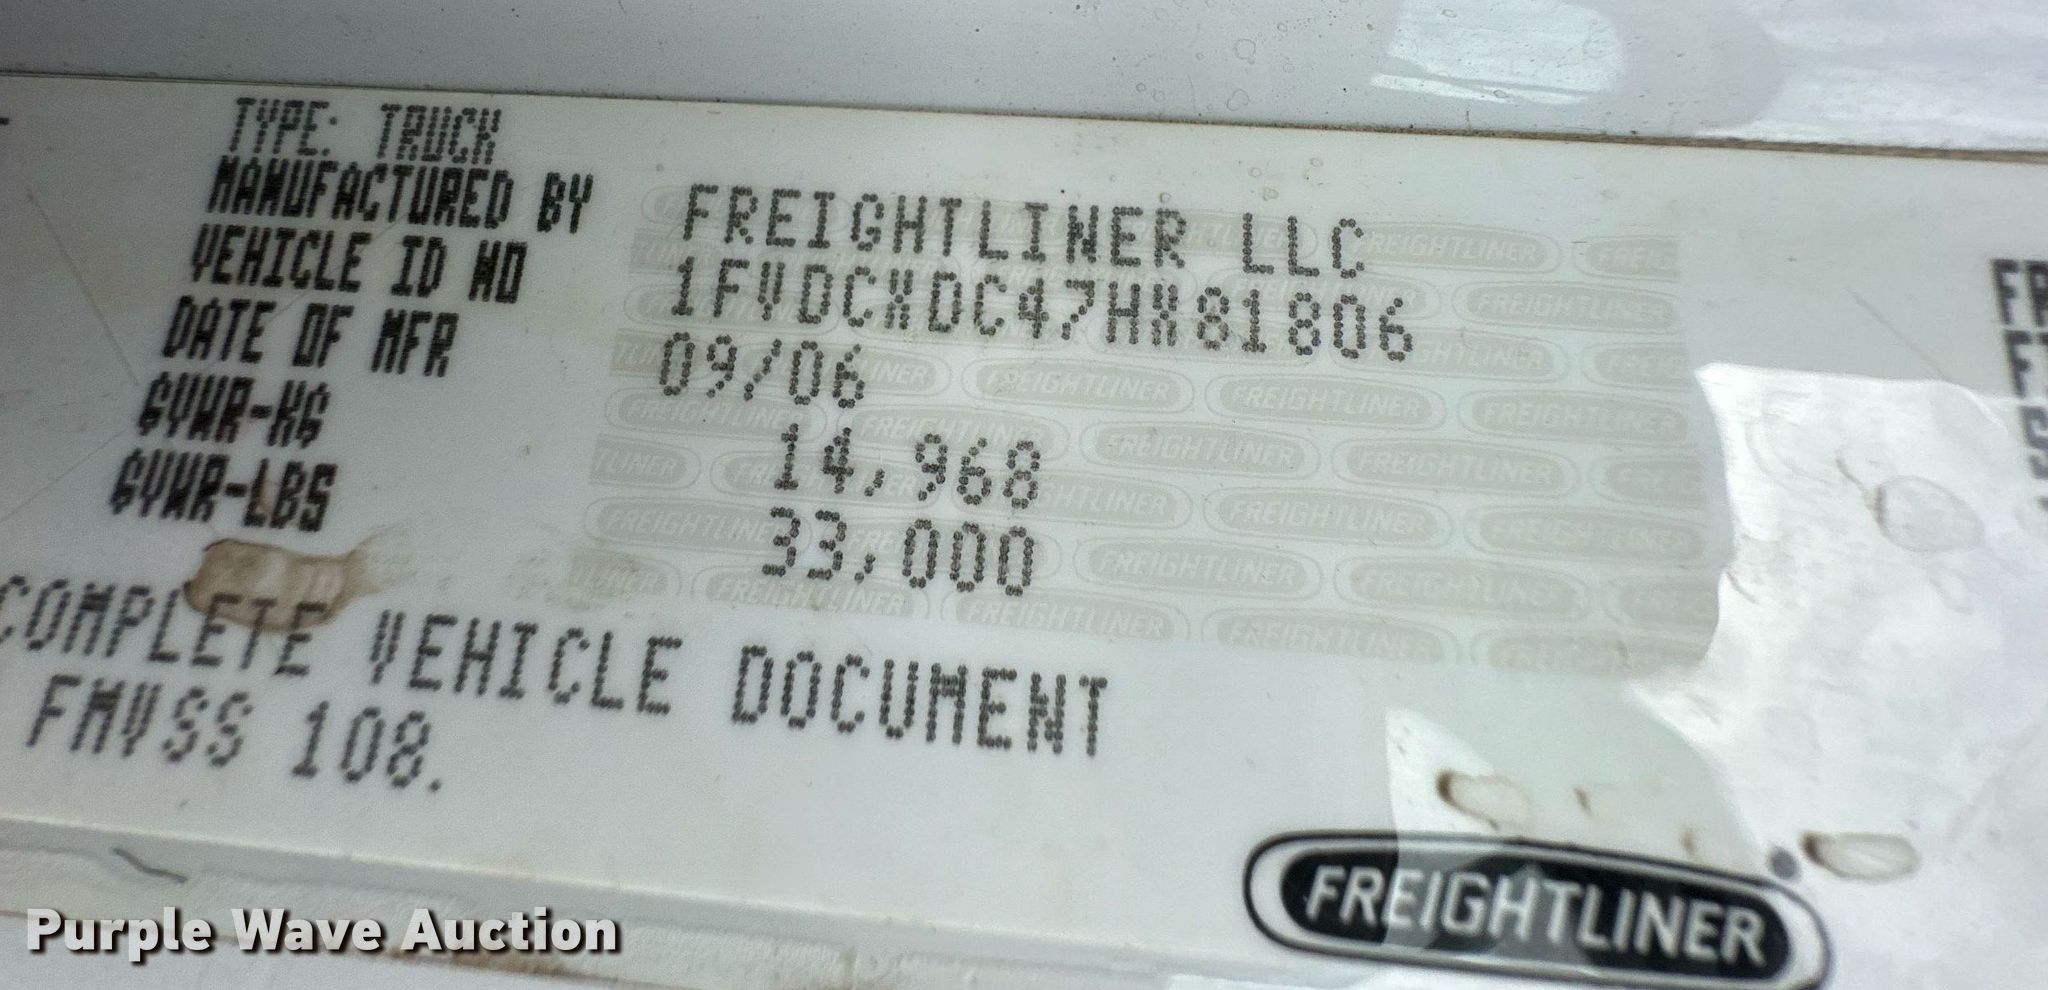 TYPE: TRUCK
MANUFACTURED BY FREIGHTLINER LLC
VEHICLE ID NO 1FVDCXDC47HX81806
DATE OF MFR 09/06
GVWR-KG 14,968
GVWR-LBS 33,000
COMPLETE VEHICLE DOCUMENT
FMVSS 108.
FREIGHTLINER
Purple Wave Auction